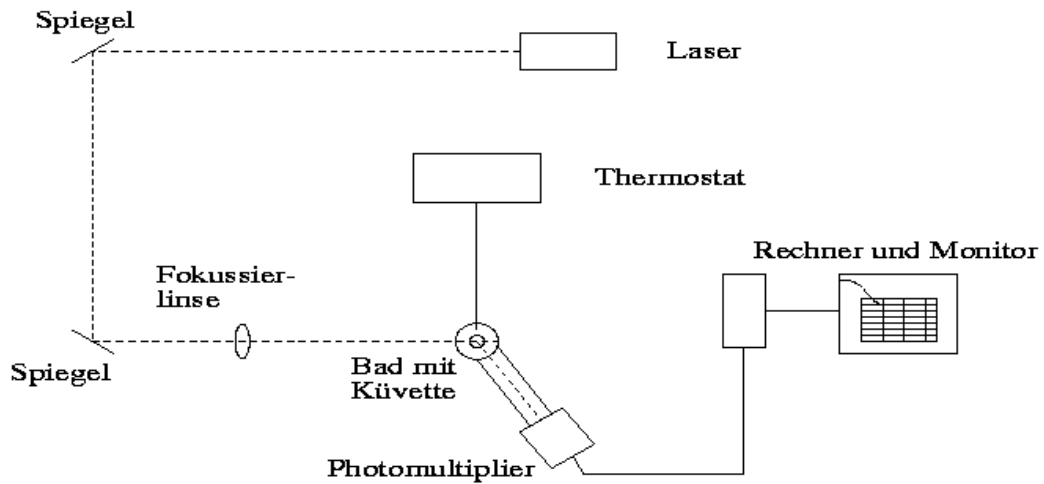 Spiegel
Laser
Thermostat
Rechner und Monitor
Fokussier-
linse
Spiegel
Bad mit
Küvette
Photomultiplier